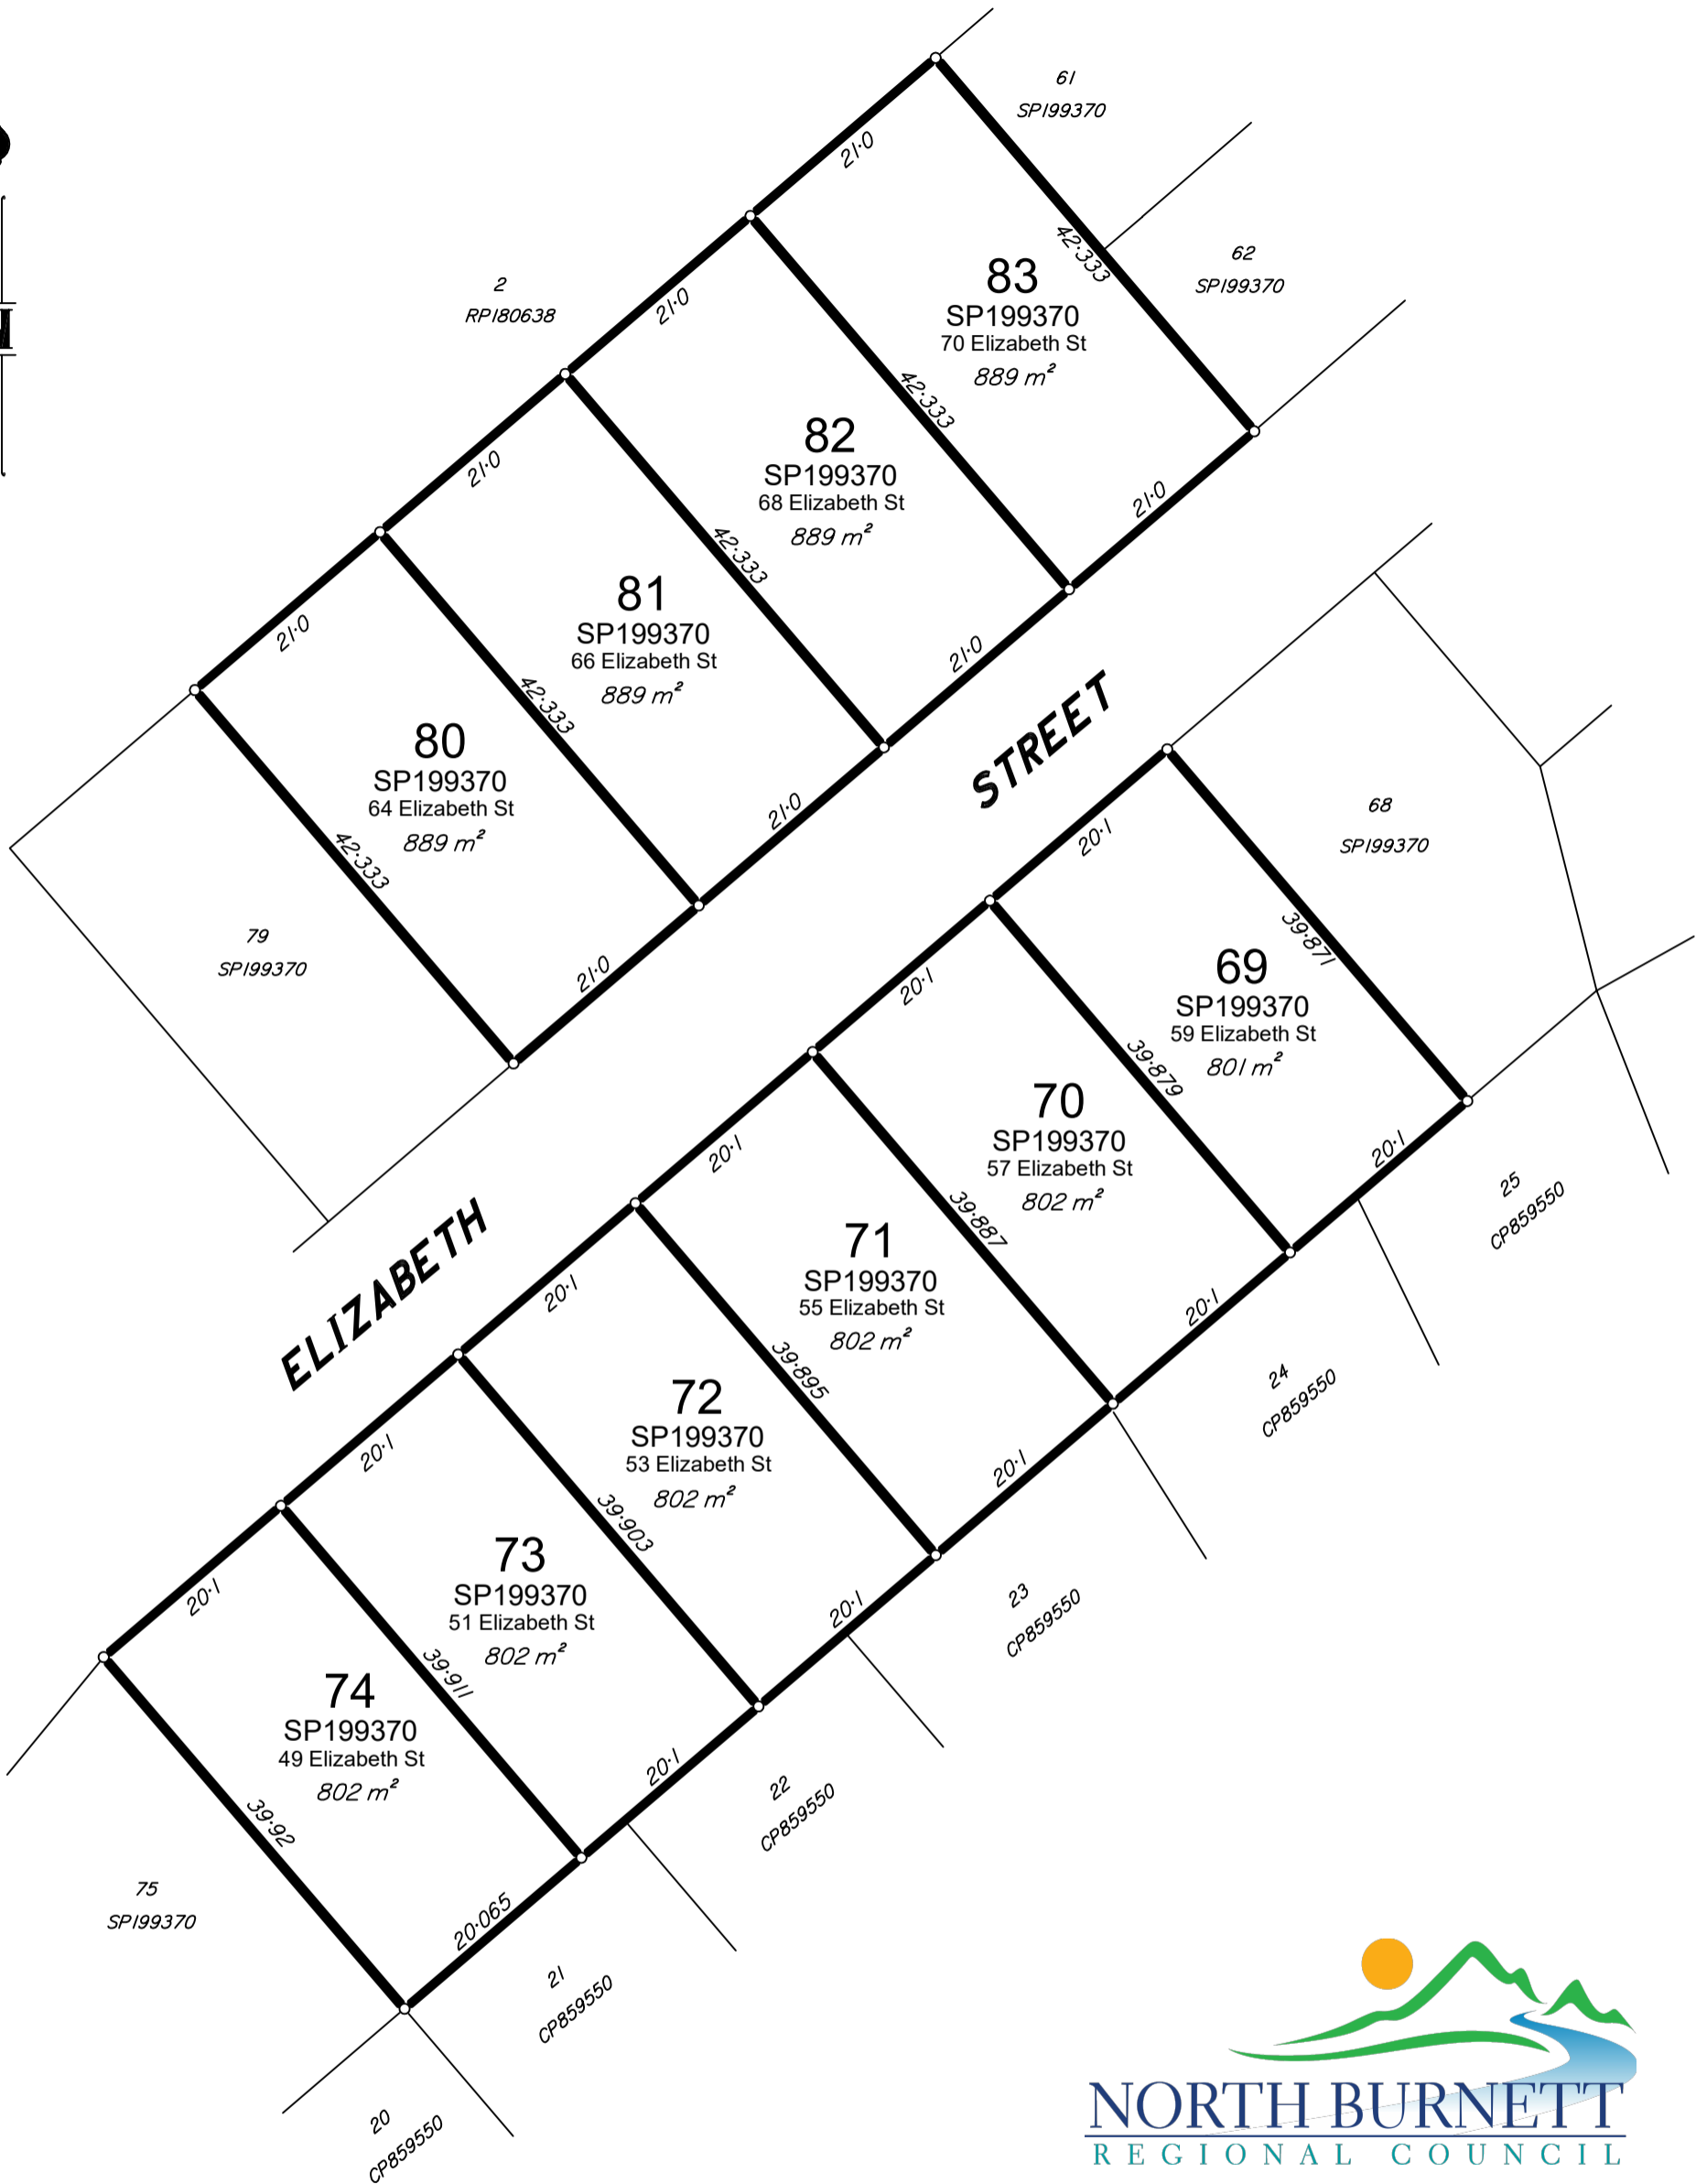 61
SP199370
21·0
42·333
62
SP199370
2
RP180638
83
SP199370
70 Elizabeth St
889 m²
21·0
42·333
21·0
82
SP199370
68 Elizabeth St
889 m²
21·0
42·333
21·0
81
SP199370
66 Elizabeth St
889 m²
21·0
42·333
21·0
80
SP199370
64 Elizabeth St
889 m²
42·333
21·0
79
SP199370
ELIZABETH STREET
68
SP199370
20·1
39·871
69
SP199370
59 Elizabeth St
801 m²
20·1
20·1
39·879
70
SP199370
57 Elizabeth St
802 m²
20·1
20·1
39·887
71
SP199370
55 Elizabeth St
802 m²
20·1
20·1
39·895
72
SP199370
53 Elizabeth St
802 m²
20·1
20·1
39·903
73
SP199370
51 Elizabeth St
802 m²
20·1
20·1
39·911
74
SP199370
49 Elizabeth St
802 m²
39·92
20·065
75
SP199370
25
CP859550
24
CP859550
23
CP859550
22
CP859550
21
CP859550
20
CP859550
NORTH BURNETT
REGIONAL COUNCIL